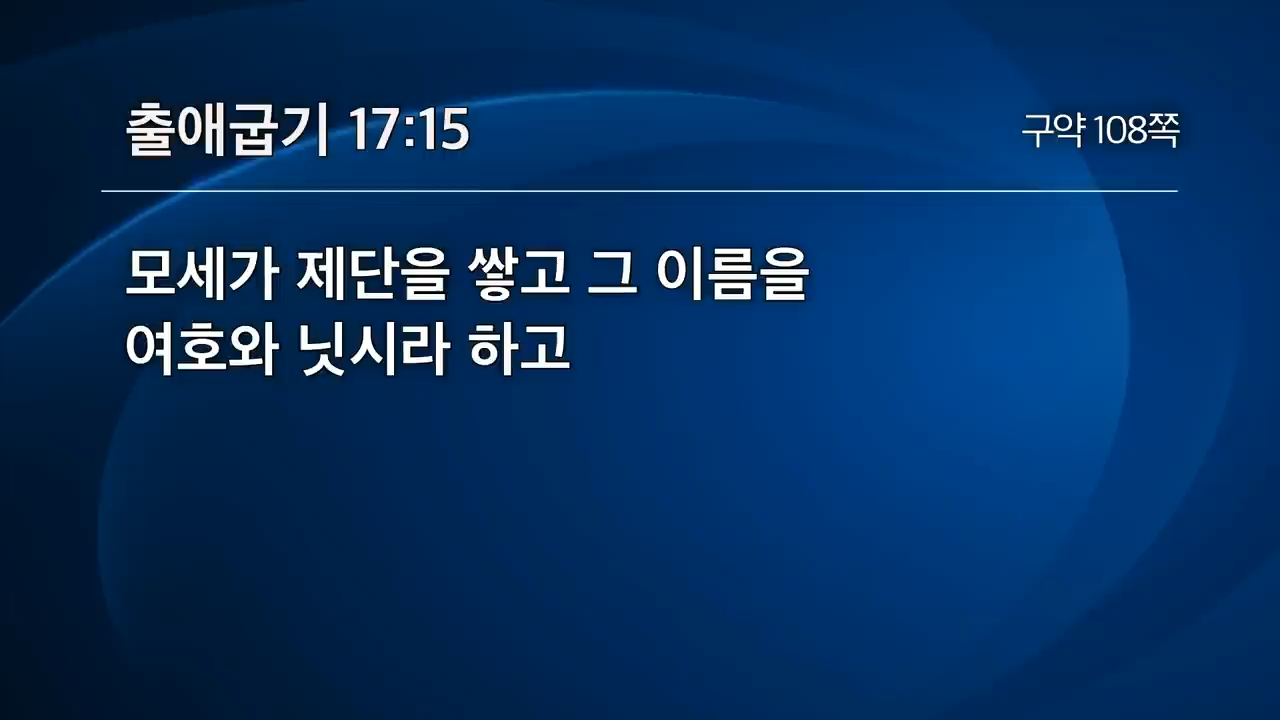 출애굽기 17:15
구약 108쪽
모세가 제단을 쌓고 그 이름을
여호와 닛시라 하고